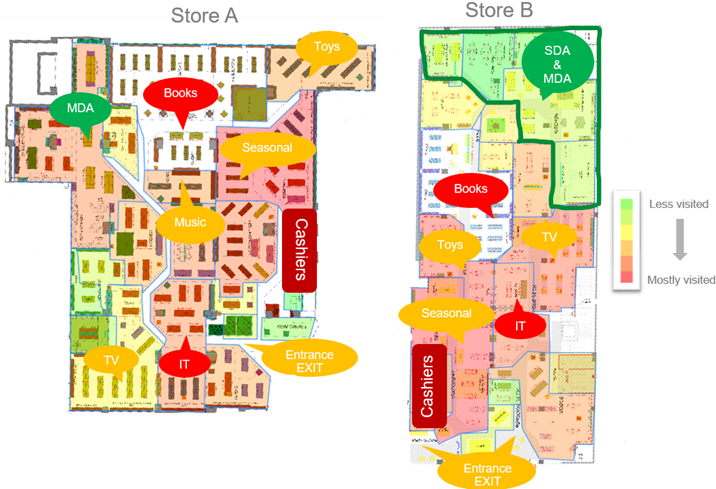 Store A
Store B
Toys
MDA
Books
Seasonal
Music
Cashiers
TV
IT
Entrance
EXIT
SDA
&
MDA
Books
Toys
TV
Seasonal
IT
Cashiers
Entrance
EXIT
Less visited
Mostly visited